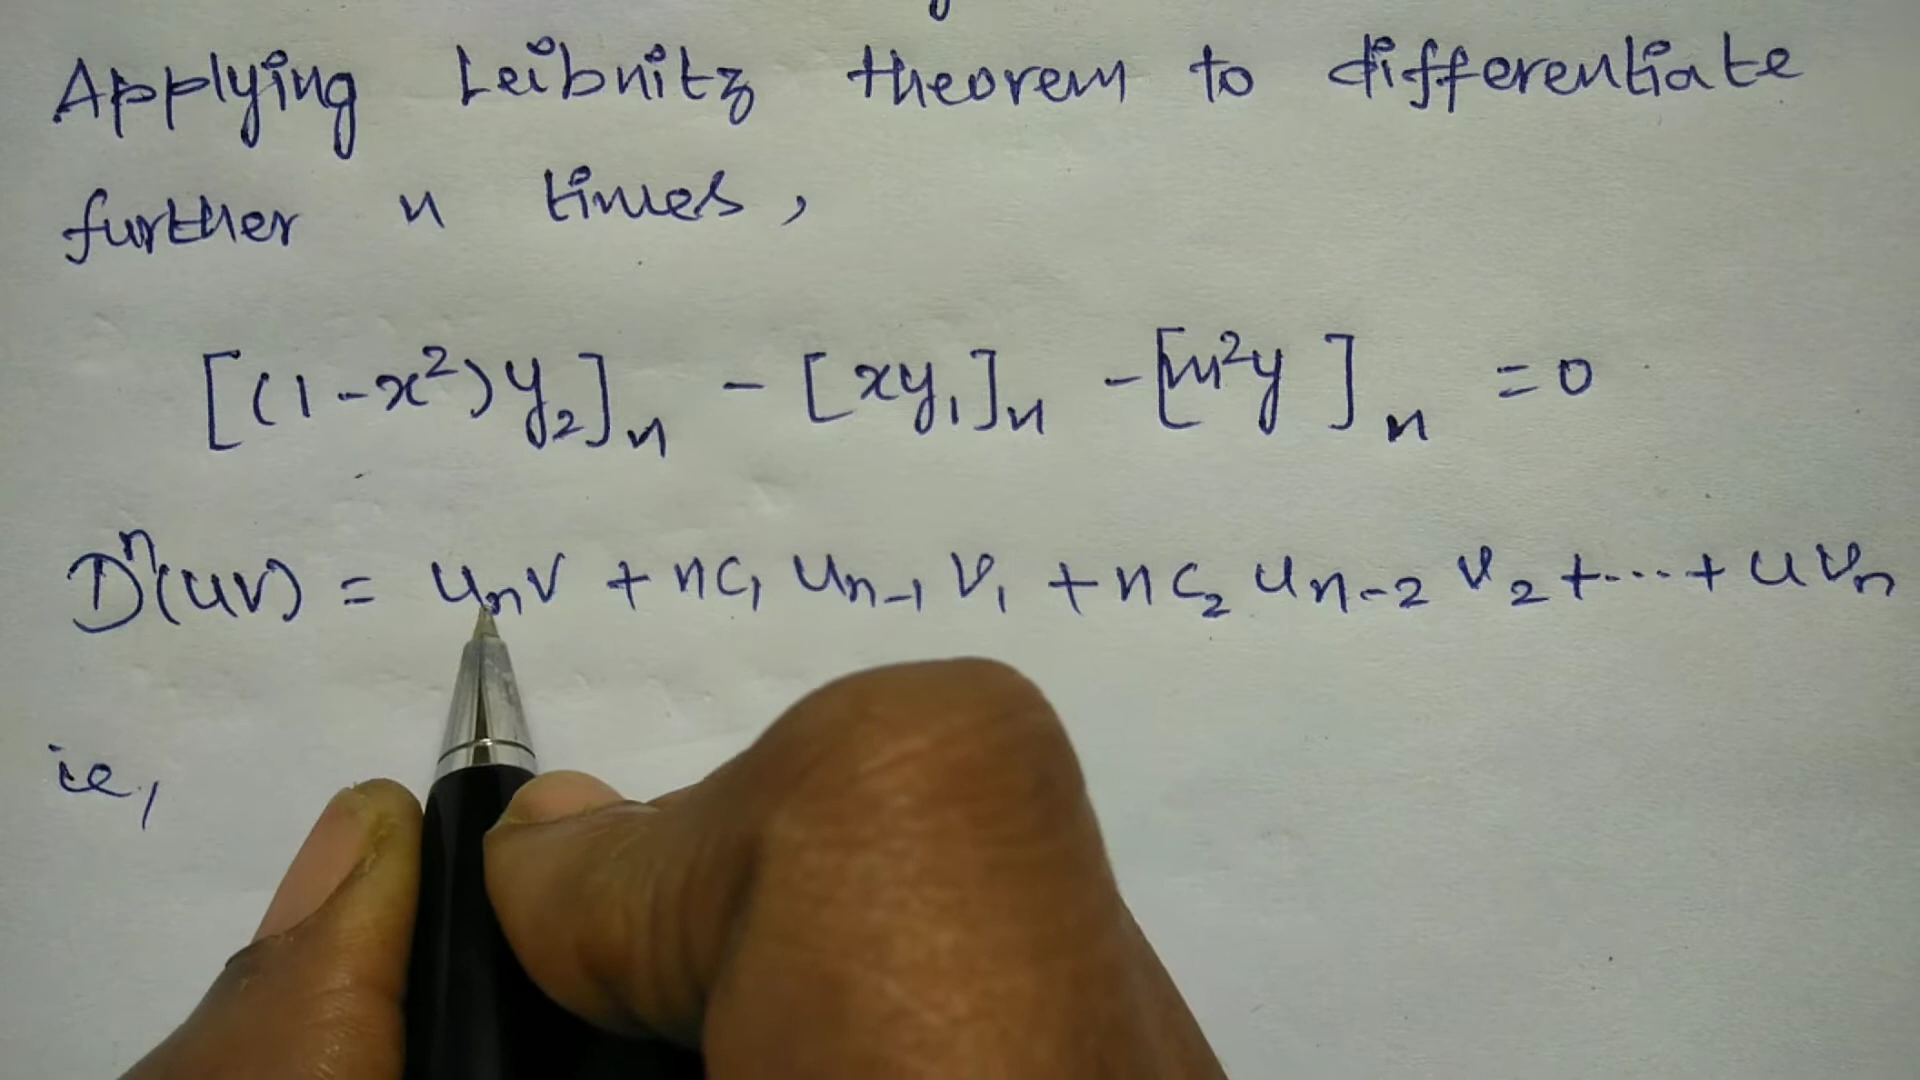 Applying Leibnitz theorem to differentiate
further n times,
[(1-x²)y₂]ₙ - [xy₁]ₙ - [m²y]ₙ = 0
Dⁿ(uv) = uₙv + nc₁ uₙ₋₁ v₁ + nc₂ uₙ₋₂ v₂ + ... + uvₙ
ie,